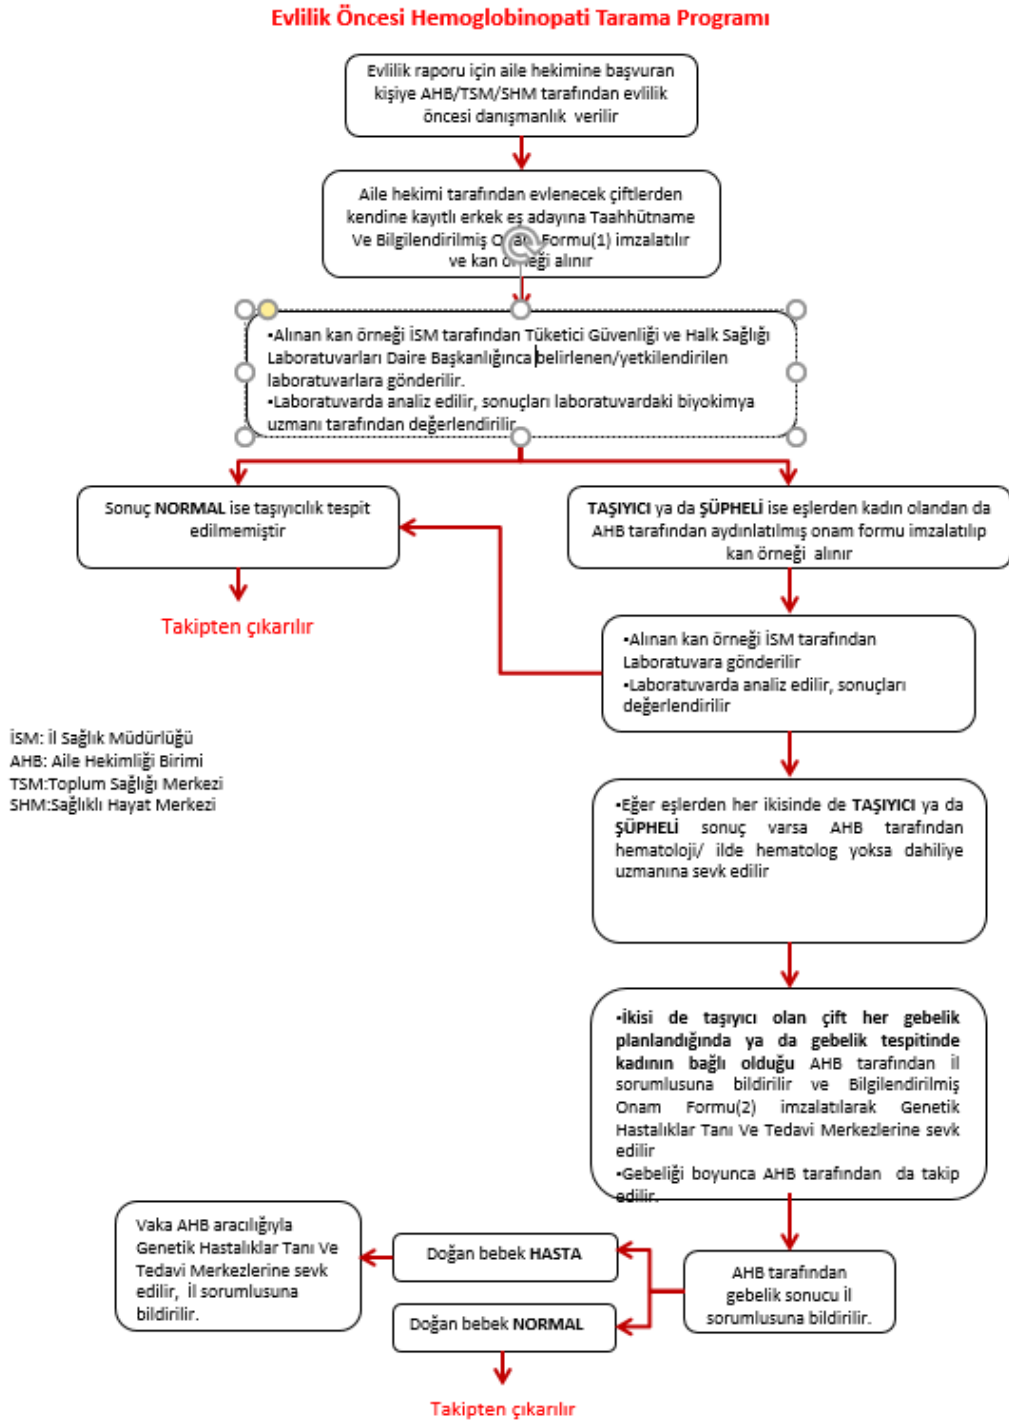 Evlilik Öncesi Hemoglobinopati Tarama Programı
Evlilik raporu için aile hekimine başvuran
kişiye AHB/TSM/SHM tarafından evlilik
öncesi danışmanlık verilir
Aile hekimi tarafından evlenecek çiftlerden
kendine kayıtlı erkek eş adayına Taahhütname
Ve Bilgilendirilmiş Formu(1) imzalatılır
ve kan alınır
•Alınan kan örneği İSM tarafından Tüketici Güvenliği ve Halk Sağlığı
Laboratuvarları Daire Başkanlığınca belirlenen/yetkilendirilen
laboratuvarlara gönderilir.
•Laboratuvarda analiz edilir, sonuçları laboratuvardaki biyokimya
uzmanı tarafından değerlendirilir
Sonuç NORMAL ise taşıyıcılık tespit
edilmemiştir
Takipten çıkarılır
TAŞIYICI ya da ŞÜPHELİ ise eşlerden kadın olandan da
AHB tarafından aydınlatılmış onam formu imzalatılıp
kan örneği alınır
•Alınan kan örneği İSM tarafından
Laboratuvara gönderilir
•Laboratuvarda analiz edilir, sonuçları
değerlendirilir
İSM: İl Sağlık Müdürlüğü
AHB: Aile Hekimliği Birimi
TSM:Toplum Sağlığı Merkezi
SHM:Sağlıklı Hayat Merkezi
•Eğer eşlerden her ikisinde de TAŞIYICI ya da
ŞÜPHELİ sonuç varsa AHB tarafından
hematoloji/ ilde hematolog yoksa dahiliye
uzmanına sevk edilir
•İkisi de taşıyıcı olan çift her gebelik
planlandığında ya da gebelik tespitinde
kadının bağlı olduğu AHB tarafından İl
sorumlusuna bildirilir ve Bilgilendirilmiş
Onam Formu(2) imzalatılarak Genetik
Hastalıklar Tanı Ve Tedavi Merkezlerine sevk
edilir
•Gebeliği boyunca AHB tarafından da takip
edilir.
AHB tarafından
gebelik sonucu İl
sorumlusuna bildirilir.
Doğan bebek HASTA
Vaka AHB aracılığıyla
Genetik Hastalıklar Tanı Ve
Tedavi Merkezlerine sevk
edilir, İl sorumlusuna
bildirilir.
Doğan bebek NORMAL
Takipten çıkarılır